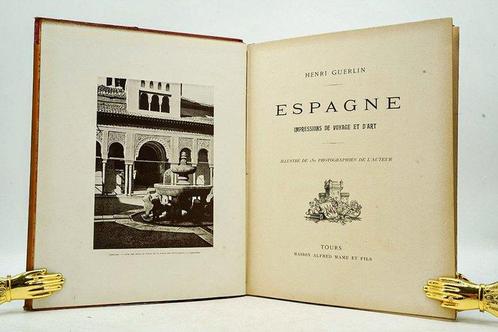 HENRI GUERLIN
ESPAGNE
IMPRESSIONS DE VOYAGE ET D'ART
ILLUSTRÉ DE 150 PHOTOGRAPHIES DE L'AUTEUR
TOURS
MAISON ALFRED MAME ET FILS